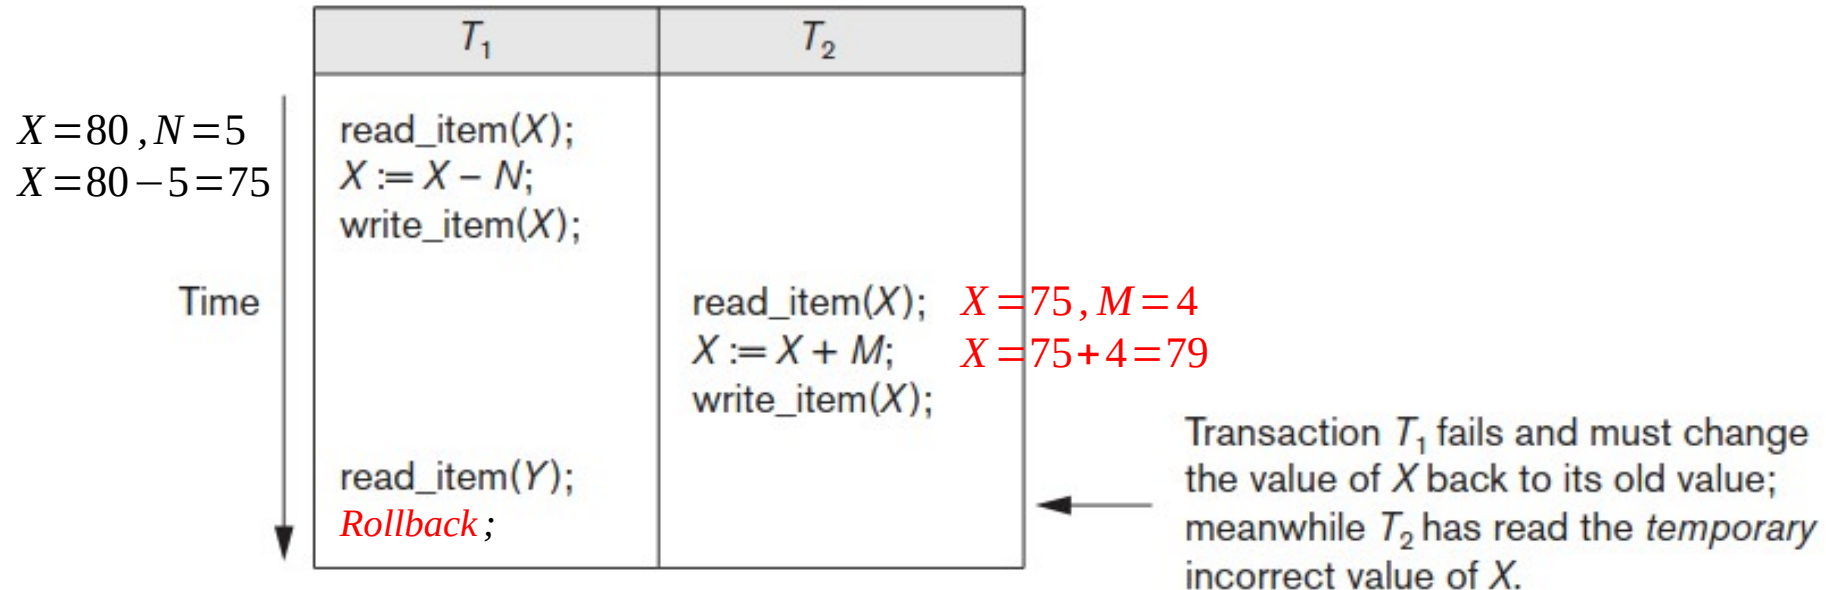 T1 T2
X=80, N=5
X=80−5=75
read_item(X);
X := X − N;
write_item(X);
Time
read_item(X);
X := X + M;
write_item(X);
X=75, M=4
X=75+4=79
read_item(Y);
Rollback;
Transaction T1 fails and must change
the value of X back to its old value;
meanwhile T2 has read the temporary
incorrect value of X.